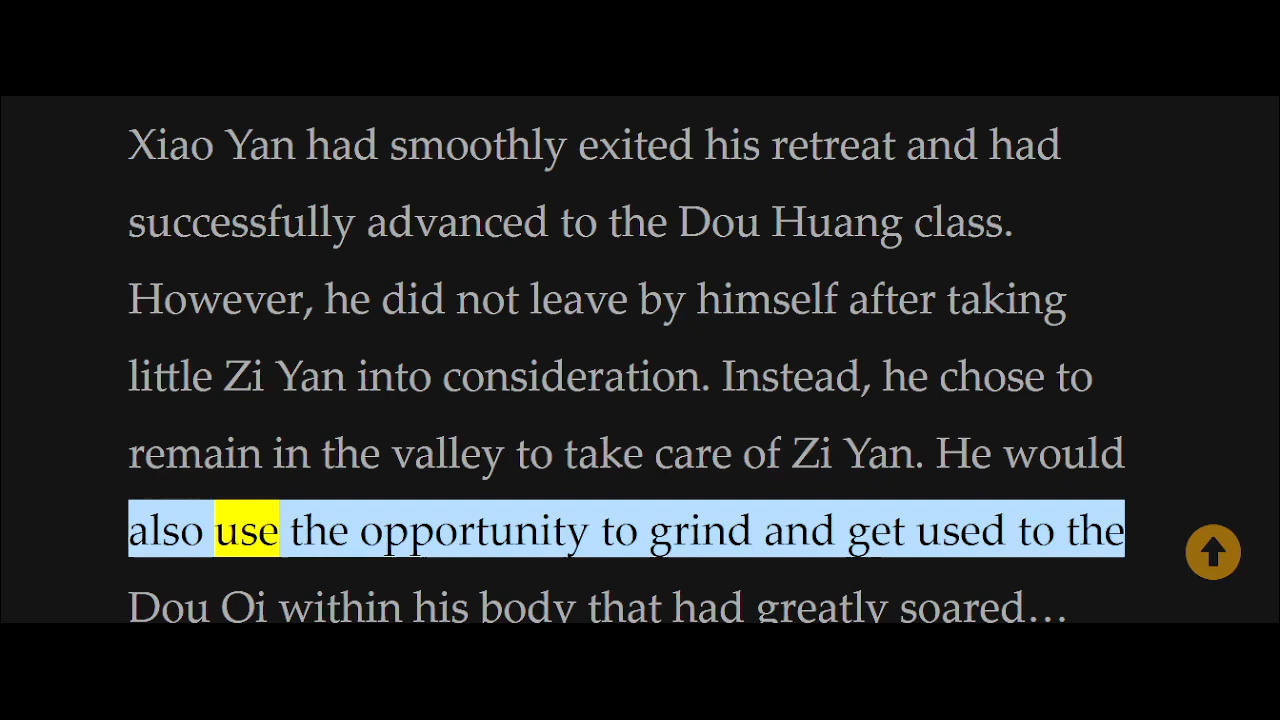 Xiao Yan had smoothly exited his retreat and had
successfully advanced to the Dou Huang class.
However, he did not leave by himself after taking
little Zi Yan into consideration. Instead, he chose to
remain in the valley to take care of Zi Yan. He would
also use the opportunity to grind and get used to the
Dou Qi within his body that had greatly soared…